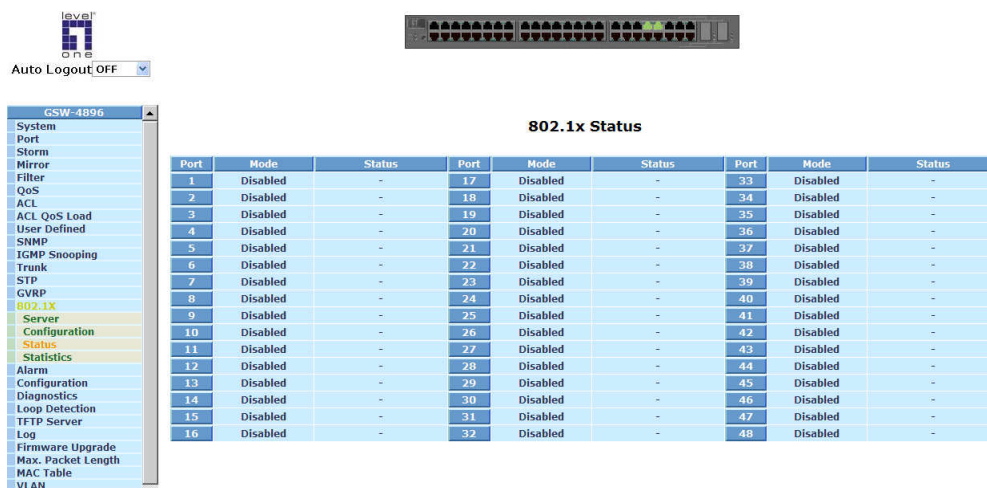 level
one
Auto Logout OFF
GSW-4896
System
Port
Storm
Mirror
Filter
QoS
ACL
ACL QoS Load
User Defined
SNMP
IGMP Snooping
Trunk
STP
GVRP
802.1X
Server
Configuration
Status
Statistics
Alarm
Configuration
Diagnostics
Loop Detection
TFTP Server
Log
Firmware Upgrade
Max. Packet Length
MAC Table
VLAN
802.1x Status
Port Mode Status Port Mode Status Port Mode Status
1 Disabled - 17 Disabled - 33 Disabled -
2 Disabled - 18 Disabled - 34 Disabled -
3 Disabled - 19 Disabled - 35 Disabled -
4 Disabled - 20 Disabled - 36 Disabled -
5 Disabled - 21 Disabled - 37 Disabled -
6 Disabled - 22 Disabled - 38 Disabled -
7 Disabled - 23 Disabled - 39 Disabled -
8 Disabled - 24 Disabled - 40 Disabled -
9 Disabled - 25 Disabled - 41 Disabled -
10 Disabled - 26 Disabled - 42 Disabled -
11 Disabled - 27 Disabled - 43 Disabled -
12 Disabled - 28 Disabled - 44 Disabled -
13 Disabled - 29 Disabled - 45 Disabled -
14 Disabled - 30 Disabled - 46 Disabled -
15 Disabled - 31 Disabled - 47 Disabled -
16 Disabled - 32 Disabled - 48 Disabled -